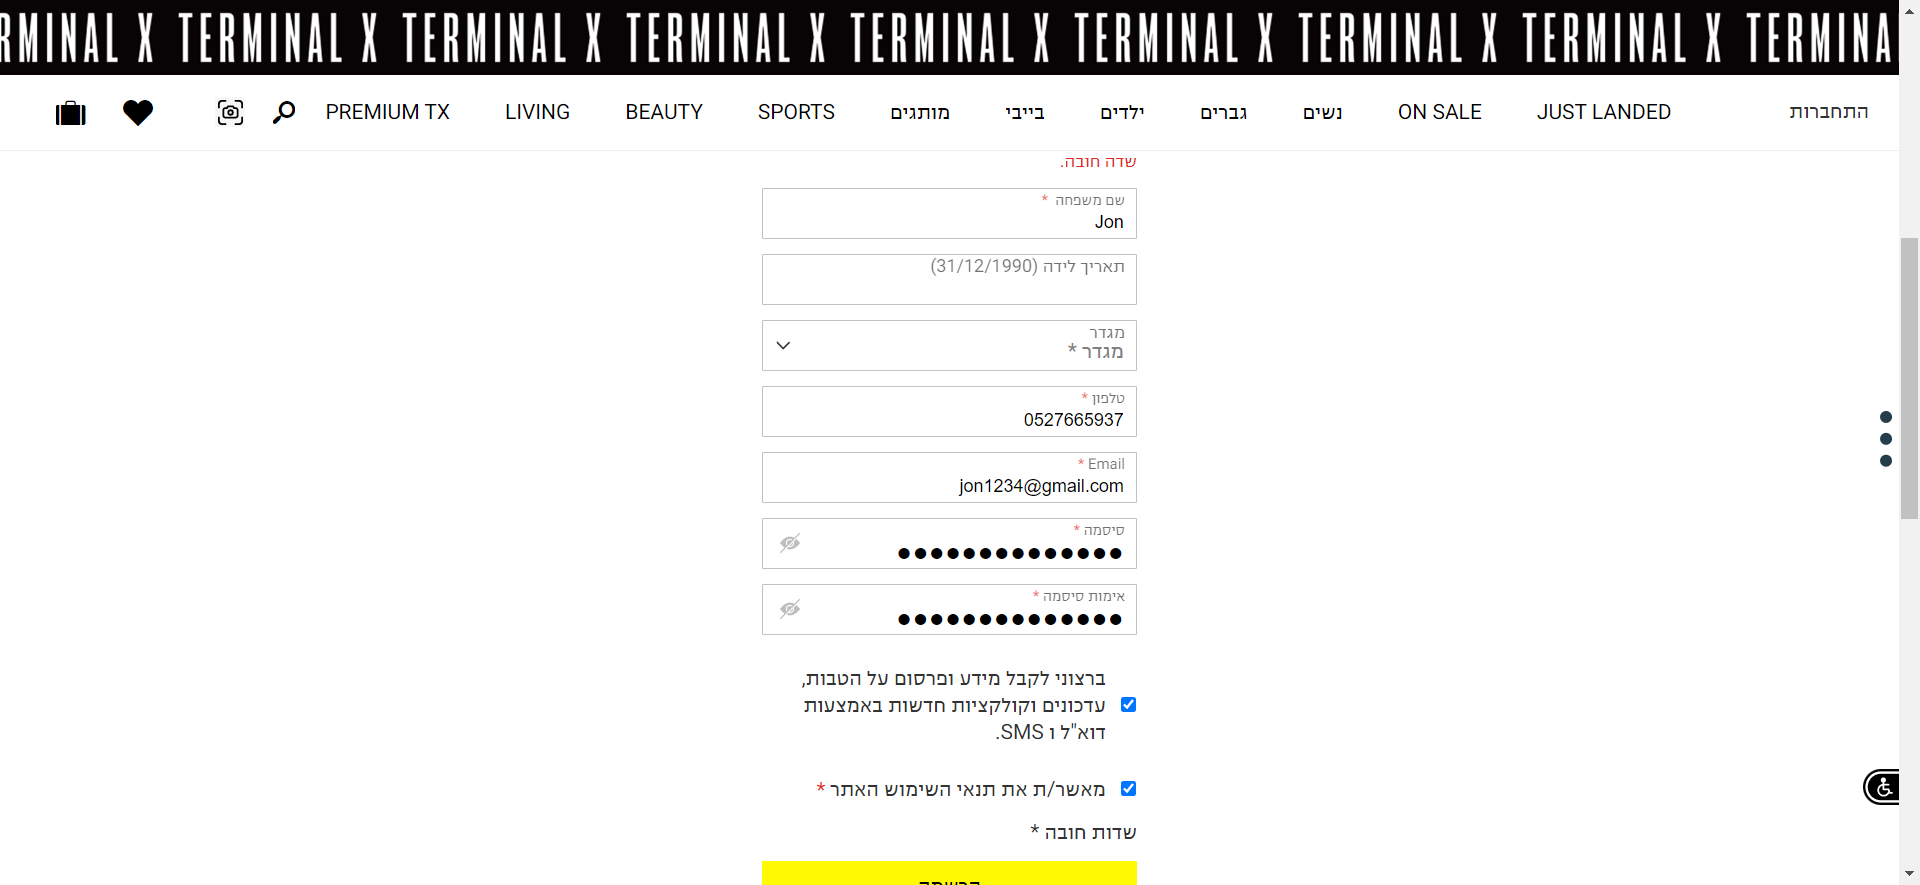 RMINAL X TERMINAL X TERMINAL X TERMINAL X TERMINAL X TERMINAL X TERMINAL X TERMINAL X TERMINA
התחברות
JUST LANDED
ON SALE
נשים
גברים
ילדים
בייבי
מותגים
SPORTS
BEAUTY
LIVING
PREMIUM TX
שדה חובה.
שם משפחה *
Jon
תאריך לידה (31/12/1990)
מגדר
מגדר *
טלפון *
0527665937
Email *
jon1234@gmail.com
סיסמה *
●●●●●●●●●●●●●●
אימות סיסמה *
●●●●●●●●●●●●●●
ברצוני לקבל מידע ופרסום על הטבות,
עדכונים וקולקציות חדשות באמצעות
דוא"ל ו SMS.
מאשר/ת את תנאי השימוש האתר *
שדות חובה *